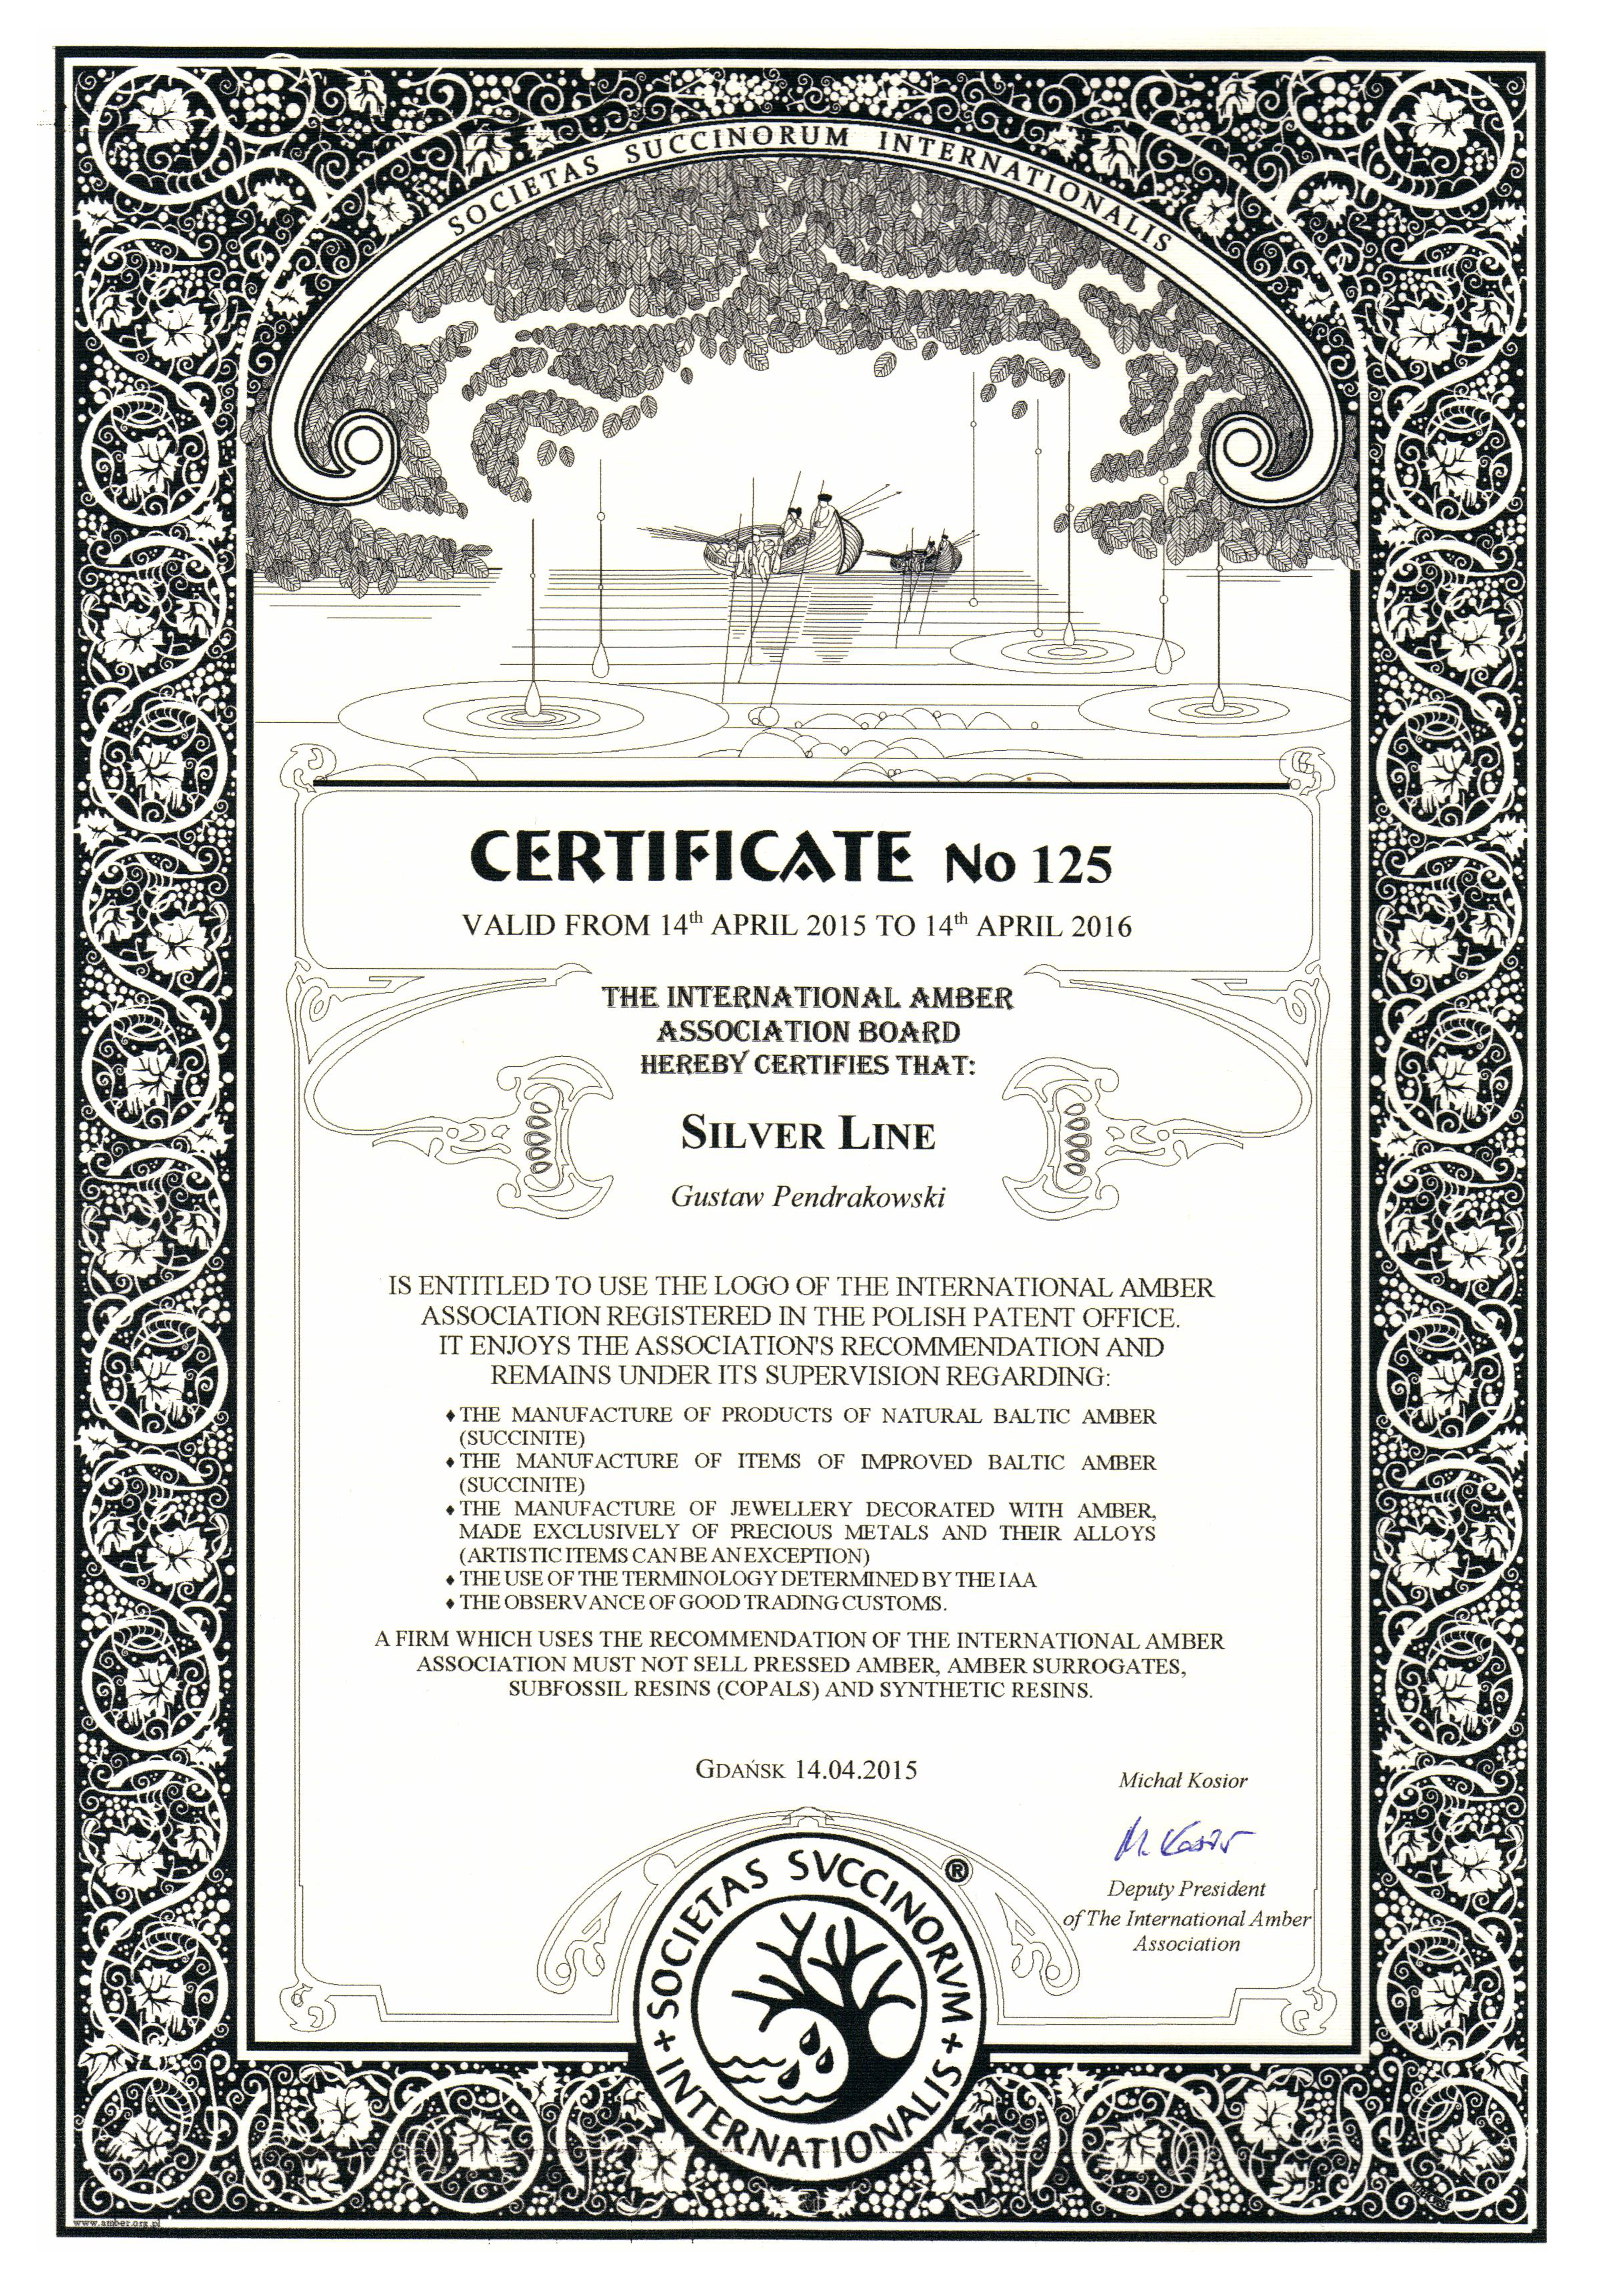 SOCIETAS SUCCINORUM INTERNATIONALIS
CERTIFICATE No 125
VALID FROM 14th APRIL 2015 TO 14th APRIL 2016
THE INTERNATIONAL AMBER
ASSOCIATION BOARD
HEREBY CERTIFIES THAT:
SILVER LINE
Gustaw Pendrakowski
IS ENTITLED TO USE THE LOGO OF THE INTERNATIONAL AMBER
ASSOCIATION REGISTERED IN THE POLISH PATENT OFFICE.
IT ENJOYS THE ASSOCIATION'S RECOMMENDATION AND
REMAINS UNDER ITS SUPERVISION REGARDING:
♦ THE MANUFACTURE OF PRODUCTS OF NATURAL BALTIC AMBER
(SUCCINITE)
♦ THE MANUFACTURE OF ITEMS OF IMPROVED BALTIC AMBER
(SUCCINITE)
♦ THE MANUFACTURE OF JEWELLERY DECORATED WITH AMBER,
MADE EXCLUSIVELY OF PRECIOUS METALS AND THEIR ALLOYS
(ARTISTIC ITEMS CAN BE AN EXCEPTION)
♦ THE USE OF THE TERMINOLOGY DETERMINED BY THE IAA
♦ THE OBSERVANCE OF GOOD TRADING CUSTOMS.
A FIRM WHICH USES THE RECOMMENDATION OF THE INTERNATIONAL AMBER
ASSOCIATION MUST NOT SELL PRESSED AMBER, AMBER SURROGATES,
SUBFOSSIL RESINS (COPALS) AND SYNTHETIC RESINS.
GDAŃSK 14.04.2015
Michał Kosior
M. Kosior
Deputy President
of The International Amber
Association
SOCIETAS SVCCINORVM ®
+ INTERNATIONALIS +
www.amber.org.pl